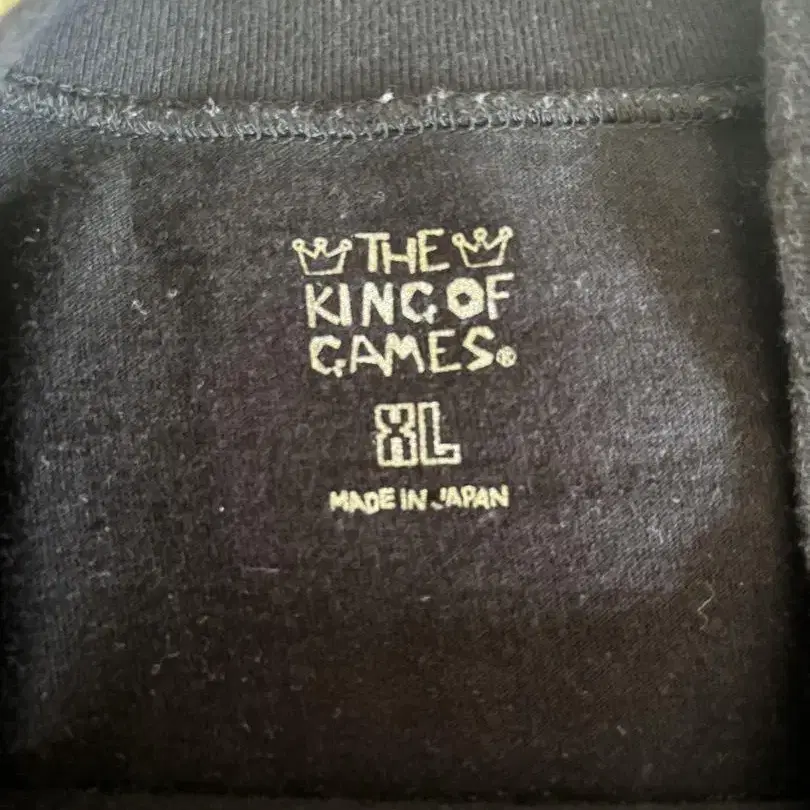 THE
KING OF
GAMES®
XL
MADE IN JAPAN